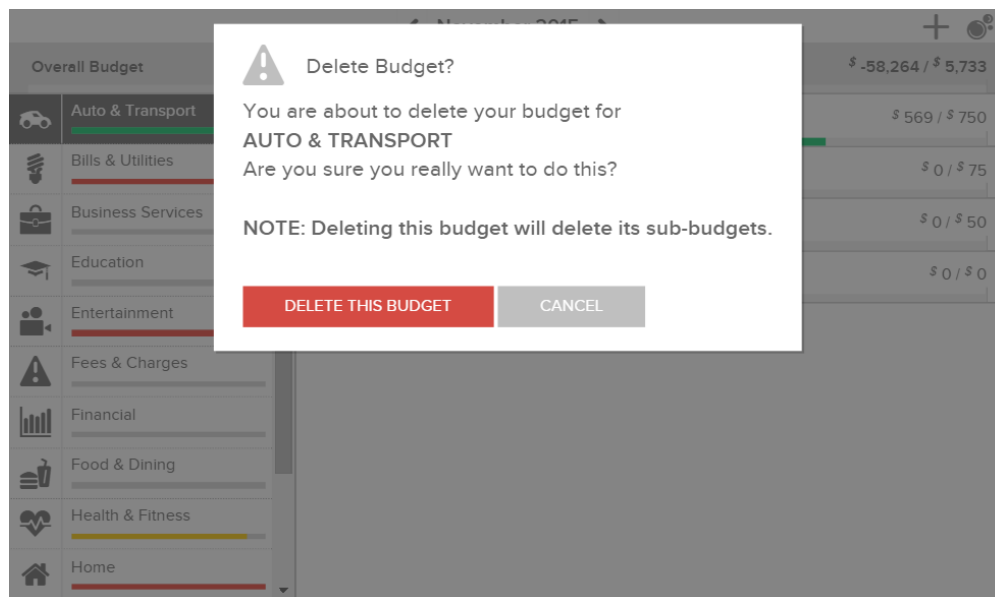 Overall Budget
$ -58,264 / $ 5,733
Auto & Transport
$ 569 / $ 750
Bills & Utilities
$ 0 / $ 75
Business Services
$ 0 / $ 50
Education
$ 0 / $ 0
Entertainment
Fees & Charges
Financial
Food & Dining
Health & Fitness
Home
Delete Budget?
You are about to delete your budget for
AUTO & TRANSPORT
Are you sure you really want to do this?
NOTE: Deleting this budget will delete its sub-budgets.
DELETE THIS BUDGET
CANCEL